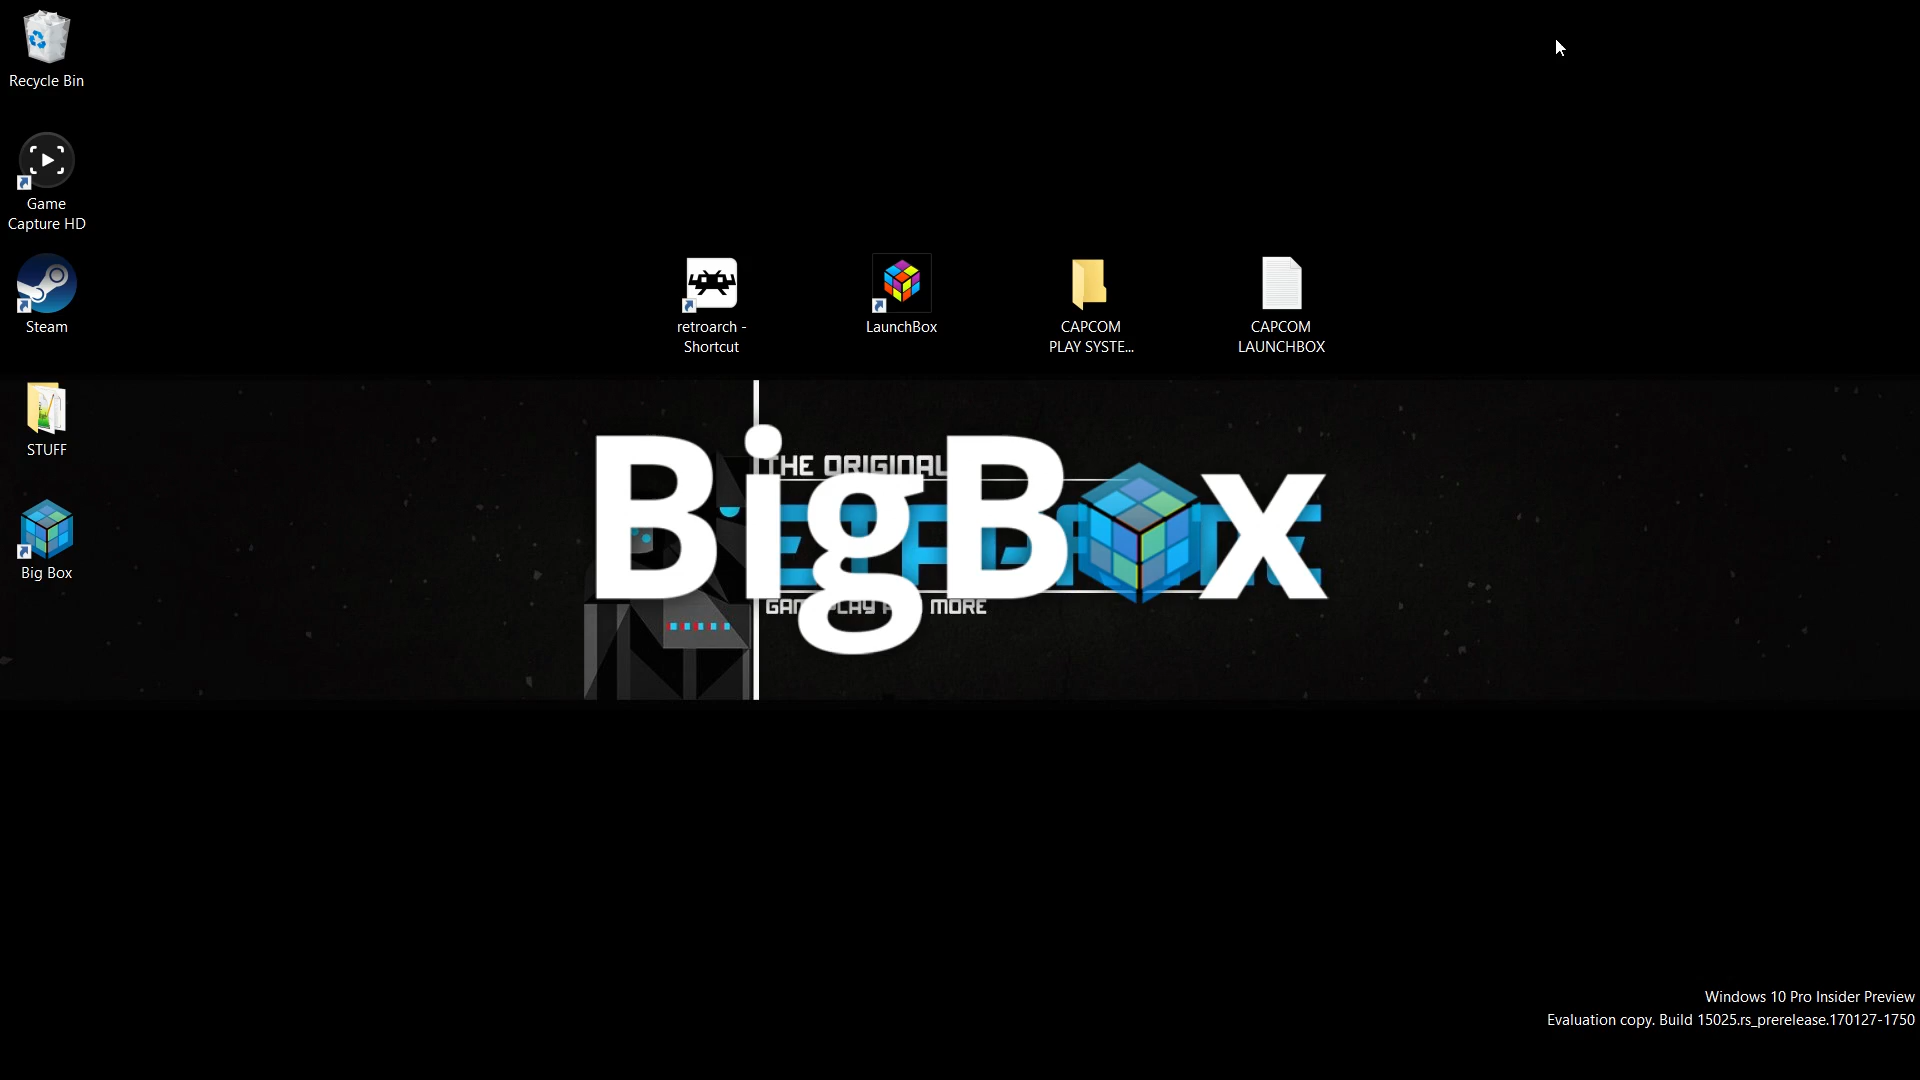 Recycle Bin
Game
Capture HD
Steam
STUFF
Big Box
retroarch -
Shortcut
LaunchBox
CAPCOM
PLAY SYSTE...
CAPCOM
LAUNCHBOX
THE ORIGINAL
BigBox
MORE
Windows 10 Pro Insider Preview
Evaluation copy. Build 15025.rs_prerelease.170127-1750